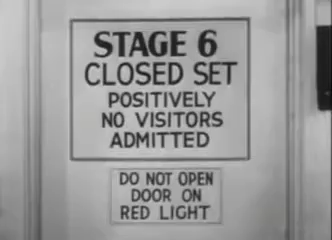 STAGE 6
CLOSED SET
POSITIVELY
NO VISITORS
ADMITTED
DO NOT OPEN
DOOR ON
RED LIGHT